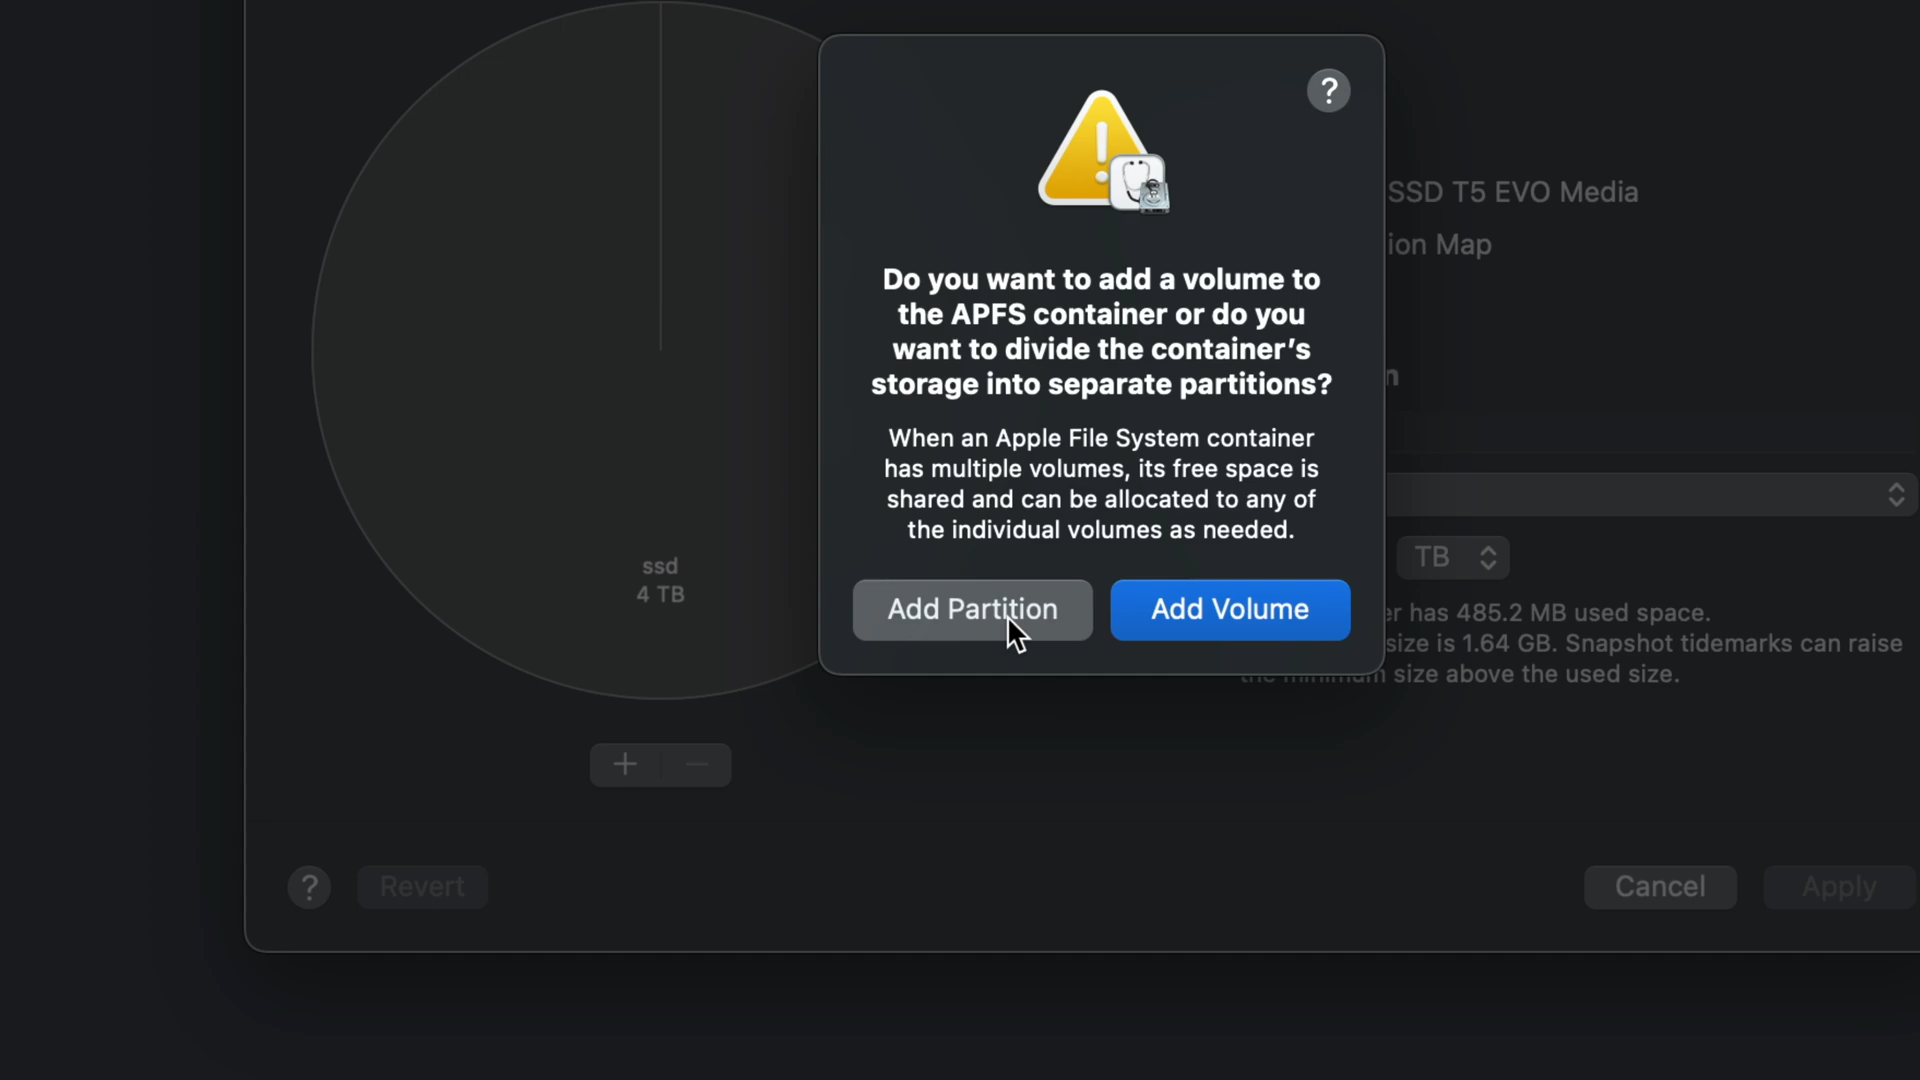 ?
SSD T5 EVO Media
ion Map
Do you want to add a volume to
the APFS container or do you
want to divide the container's
storage into separate partitions?
n
When an Apple File System container
has multiple volumes, its free space is
shared and can be allocated to any of
the individual volumes as needed.
TB
ssd
4 TB
Add Partition
Add Volume
er has 485.2 MB used space.
size is 1.64 GB. Snapshot tidemarks can raise
the minimum size above the used size.
+ −
? Revert
Cancel
Apply